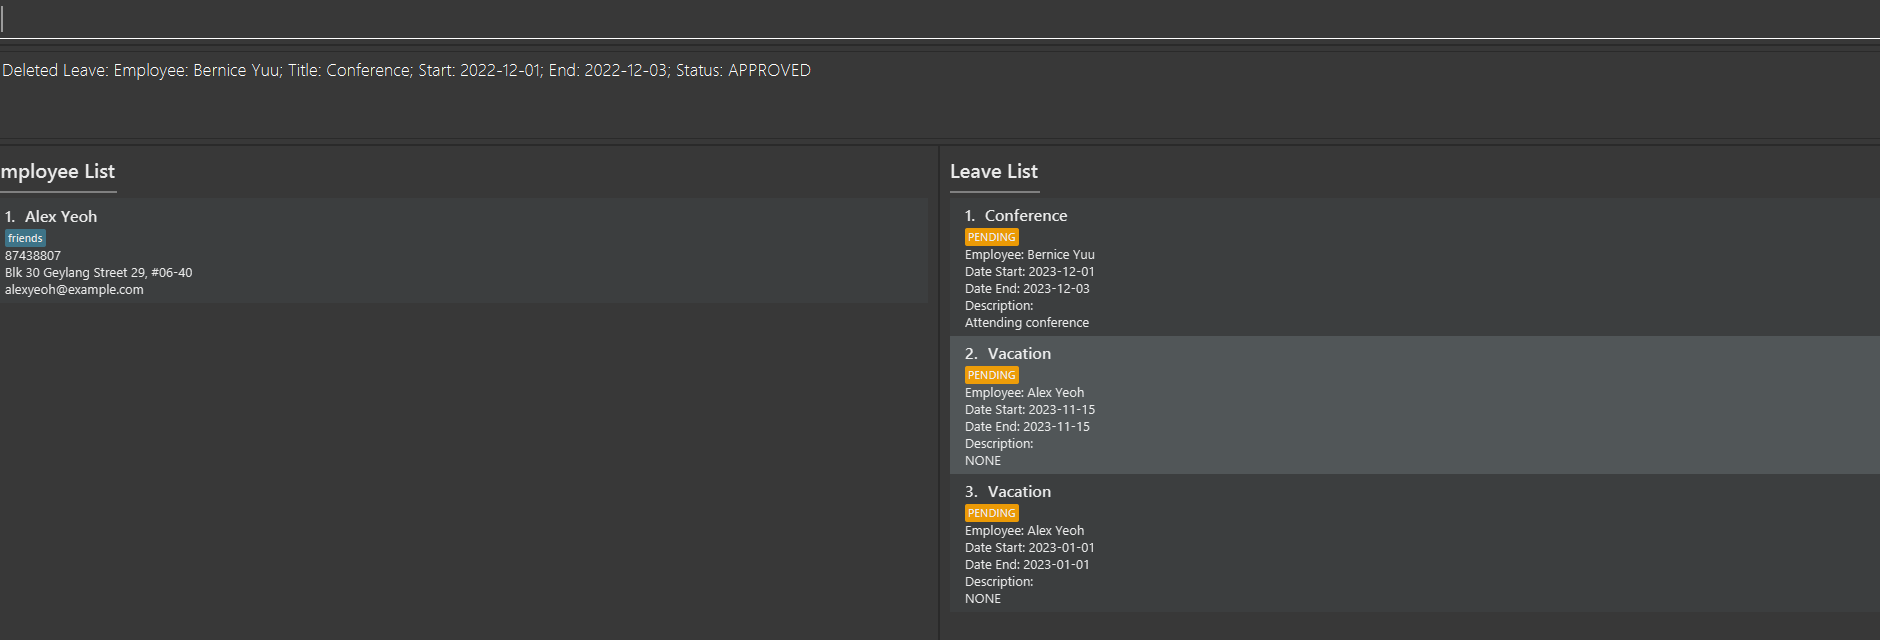 Deleted Leave: Employee: Bernice Yuu; Title: Conference; Start: 2022-12-01; End: 2022-12-03; Status: APPROVED
mployee List
1. Alex Yeoh
friends
87438807
Blk 30 Geylang Street 29, #06-40
alexyeoh@example.com
Leave List
1. Conference
PENDING
Employee: Bernice Yuu
Date Start: 2023-12-01
Date End: 2023-12-03
Description:
Attending conference
2. Vacation
PENDING
Employee: Alex Yeoh
Date Start: 2023-11-15
Date End: 2023-11-15
Description:
NONE
3. Vacation
PENDING
Employee: Alex Yeoh
Date Start: 2023-01-01
Date End: 2023-01-01
Description:
NONE